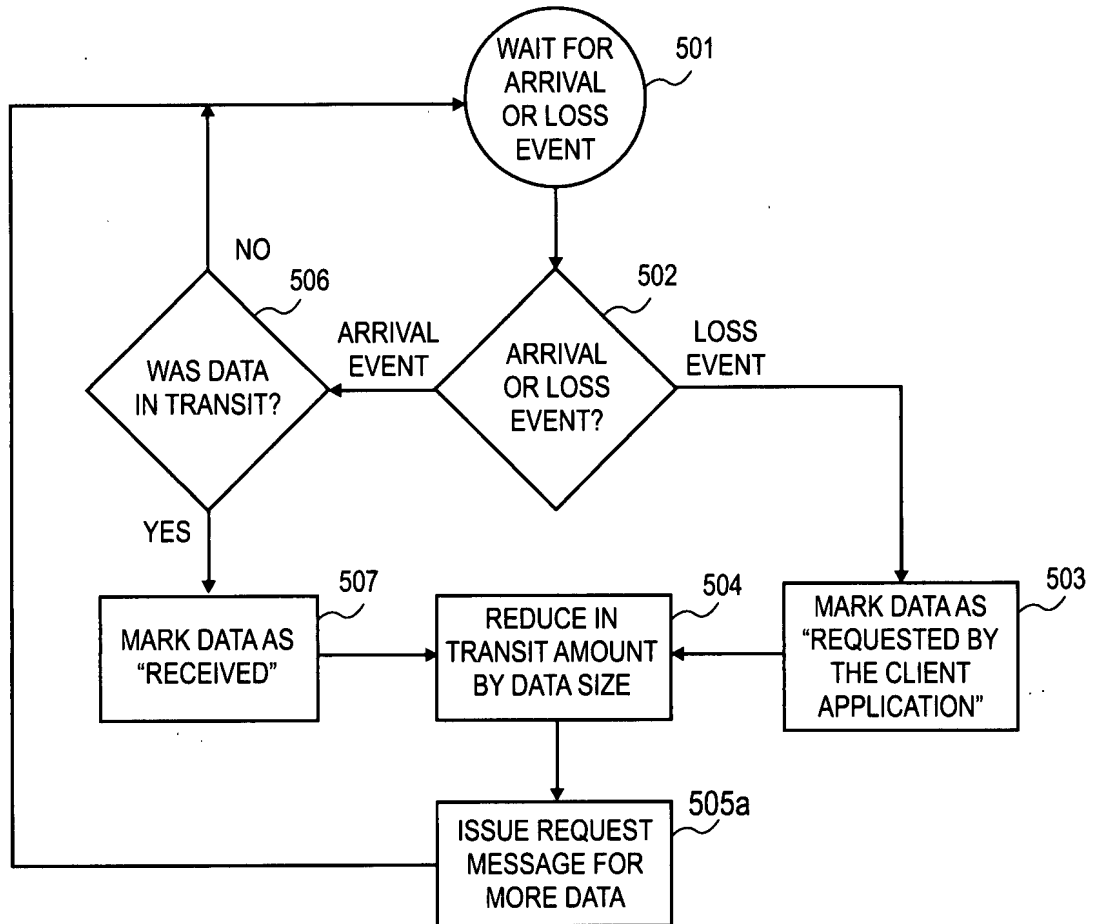 WAIT FOR
ARRIVAL
OR LOSS
EVENT
501
NO
506
502
ARRIVAL
EVENT
LOSS
EVENT
WAS DATA
IN TRANSIT?
ARRIVAL
OR LOSS
EVENT?
YES
507
504
503
MARK DATA AS
“RECEIVED”
REDUCE IN
TRANSIT AMOUNT
BY DATA SIZE
MARK DATA AS
“REQUESTED BY
THE CLIENT
APPLICATION”
505a
ISSUE REQUEST
MESSAGE FOR
MORE DATA